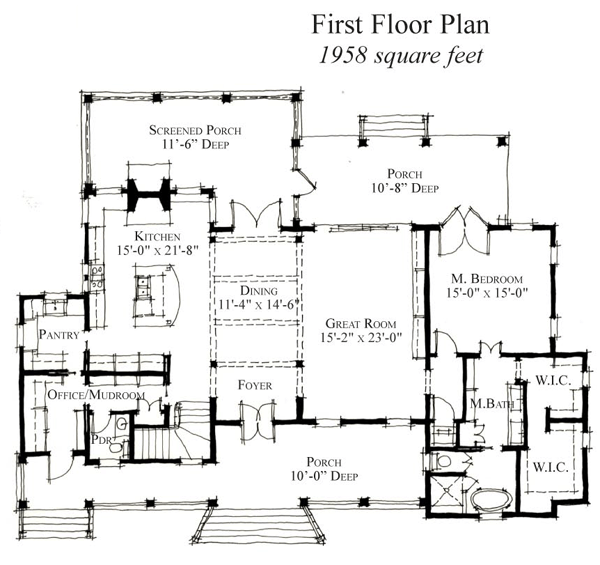 First Floor Plan
1958 square feet
SCREENED PORCH
11'-6" DEEP
PORCH
10'-8" DEEP
KITCHEN
15'-0" X 21'-8"
DINING
11'-4" X 14'-6"
M. BEDROOM
15'-0" X 15'-0"
GREAT ROOM
15'-2" X 23'-0"
PANTRY
OFFICE/MUDROOM
FOYER
W.I.C.
M.BATH
PDR
W.I.C.
PORCH
10'-0" DEEP